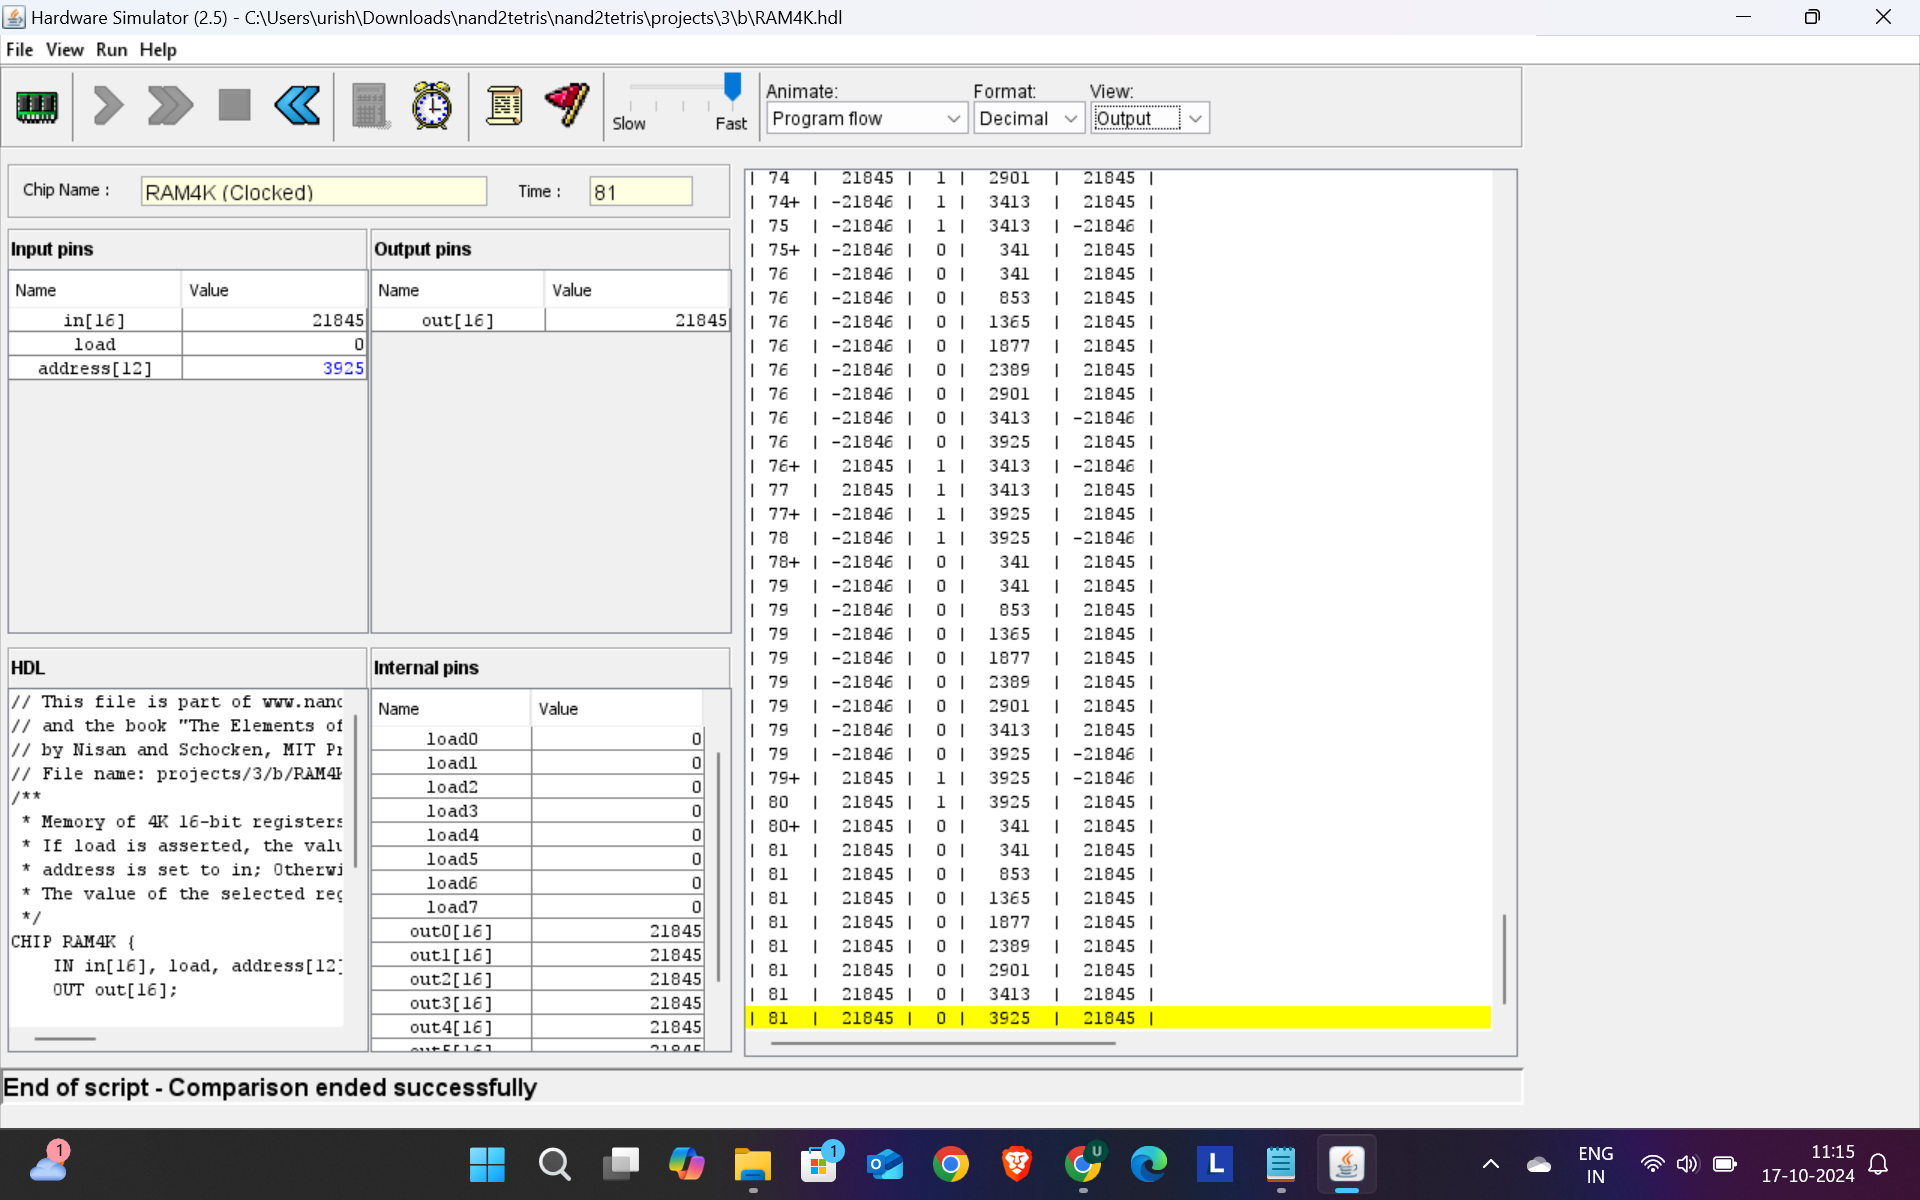 Hardware Simulator (2.5) - C:\Users\urish\Downloads\nand2tetris\nand2tetris\projects\3\b\RAM4K.hdl
File View Run Help
Slow Fast
Animate: Format: View:
Program flow Decimal Output
Chip Name : RAM4K (Clocked) Time : 81
Input pins
Name Value
in[16] 21845
load 0
address[12] 3925
Output pins
Name Value
out[16] 21845
HDL
// This file is part of www.nanc
// and the book "The Elements of
// by Nisan and Schocken, MIT Pr
// File name: projects/3/b/RAM4K
/**
* Memory of 4K 16-bit registers
* If load is asserted, the valu
* address is set to in; Otherwi
* The value of the selected reg
*/
CHIP RAM4K {
IN in[16], load, address[12]
OUT out[16];
Internal pins
Name Value
load0 0
load1 0
load2 0
load3 0
load4 0
load5 0
load6 0
load7 0
out0[16] 21845
out1[16] 21845
out2[16] 21845
out3[16] 21845
out4[16] 21845
out5[16] 21845
| 74 | 21845 | 1 | 2901 | 21845 |
| 74+ | -21846 | 1 | 3413 | 21845 |
| 75 | -21846 | 1 | 3413 | -21846 |
| 75+ | -21846 | 0 | 341 | 21845 |
| 76 | -21846 | 0 | 341 | 21845 |
| 76 | -21846 | 0 | 853 | 21845 |
| 76 | -21846 | 0 | 1365 | 21845 |
| 76 | -21846 | 0 | 1877 | 21845 |
| 76 | -21846 | 0 | 2389 | 21845 |
| 76 | -21846 | 0 | 2901 | 21845 |
| 76 | -21846 | 0 | 3413 | -21846 |
| 76 | -21846 | 0 | 3925 | 21845 |
| 76+ | 21845 | 1 | 3413 | -21846 |
| 77 | 21845 | 1 | 3413 | 21845 |
| 77+ | -21846 | 1 | 3925 | 21845 |
| 78 | -21846 | 1 | 3925 | -21846 |
| 78+ | -21846 | 0 | 341 | 21845 |
| 79 | -21846 | 0 | 341 | 21845 |
| 79 | -21846 | 0 | 853 | 21845 |
| 79 | -21846 | 0 | 1365 | 21845 |
| 79 | -21846 | 0 | 1877 | 21845 |
| 79 | -21846 | 0 | 2389 | 21845 |
| 79 | -21846 | 0 | 2901 | 21845 |
| 79 | -21846 | 0 | 3413 | 21845 |
| 79 | -21846 | 0 | 3925 | -21846 |
| 79+ | 21845 | 1 | 3925 | -21846 |
| 80 | 21845 | 1 | 3925 | 21845 |
| 80+ | 21845 | 0 | 341 | 21845 |
| 81 | 21845 | 0 | 341 | 21845 |
| 81 | 21845 | 0 | 853 | 21845 |
| 81 | 21845 | 0 | 1365 | 21845 |
| 81 | 21845 | 0 | 1877 | 21845 |
| 81 | 21845 | 0 | 2389 | 21845 |
| 81 | 21845 | 0 | 2901 | 21845 |
| 81 | 21845 | 0 | 3413 | 21845 |
| 81 | 21845 | 0 | 3925 | 21845 |
End of script - Comparison ended successfully
1
1
U
L
ENG
IN
11:15
17-10-2024